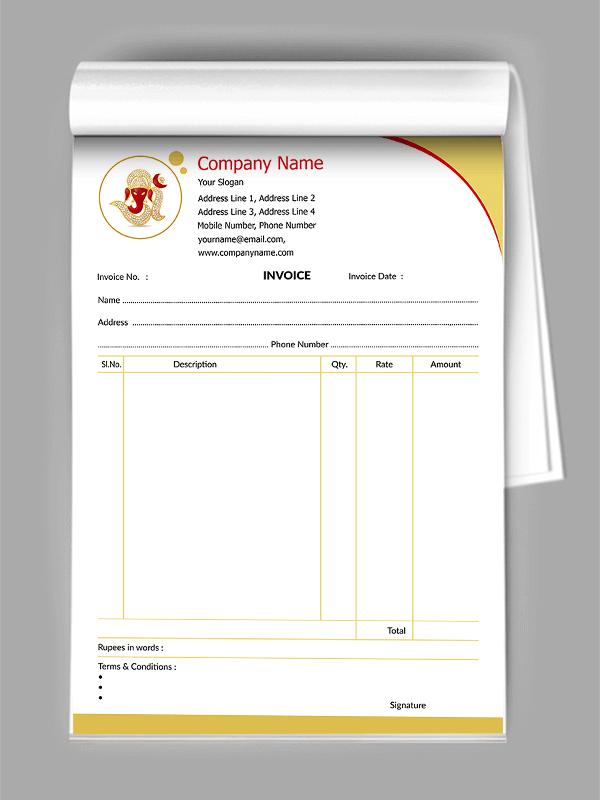 Company Name
Your Slogan
Address Line 1, Address Line 2
Address Line 3, Address Line 4
Mobile Number, Phone Number
yourname@email.com,
www.companyname.com
Invoice No. : INVOICE Invoice Date :
Name
Address
Phone Number
Sl.No. Description Qty. Rate Amount
Total
Rupees in words :
Terms & Conditions :
Signature